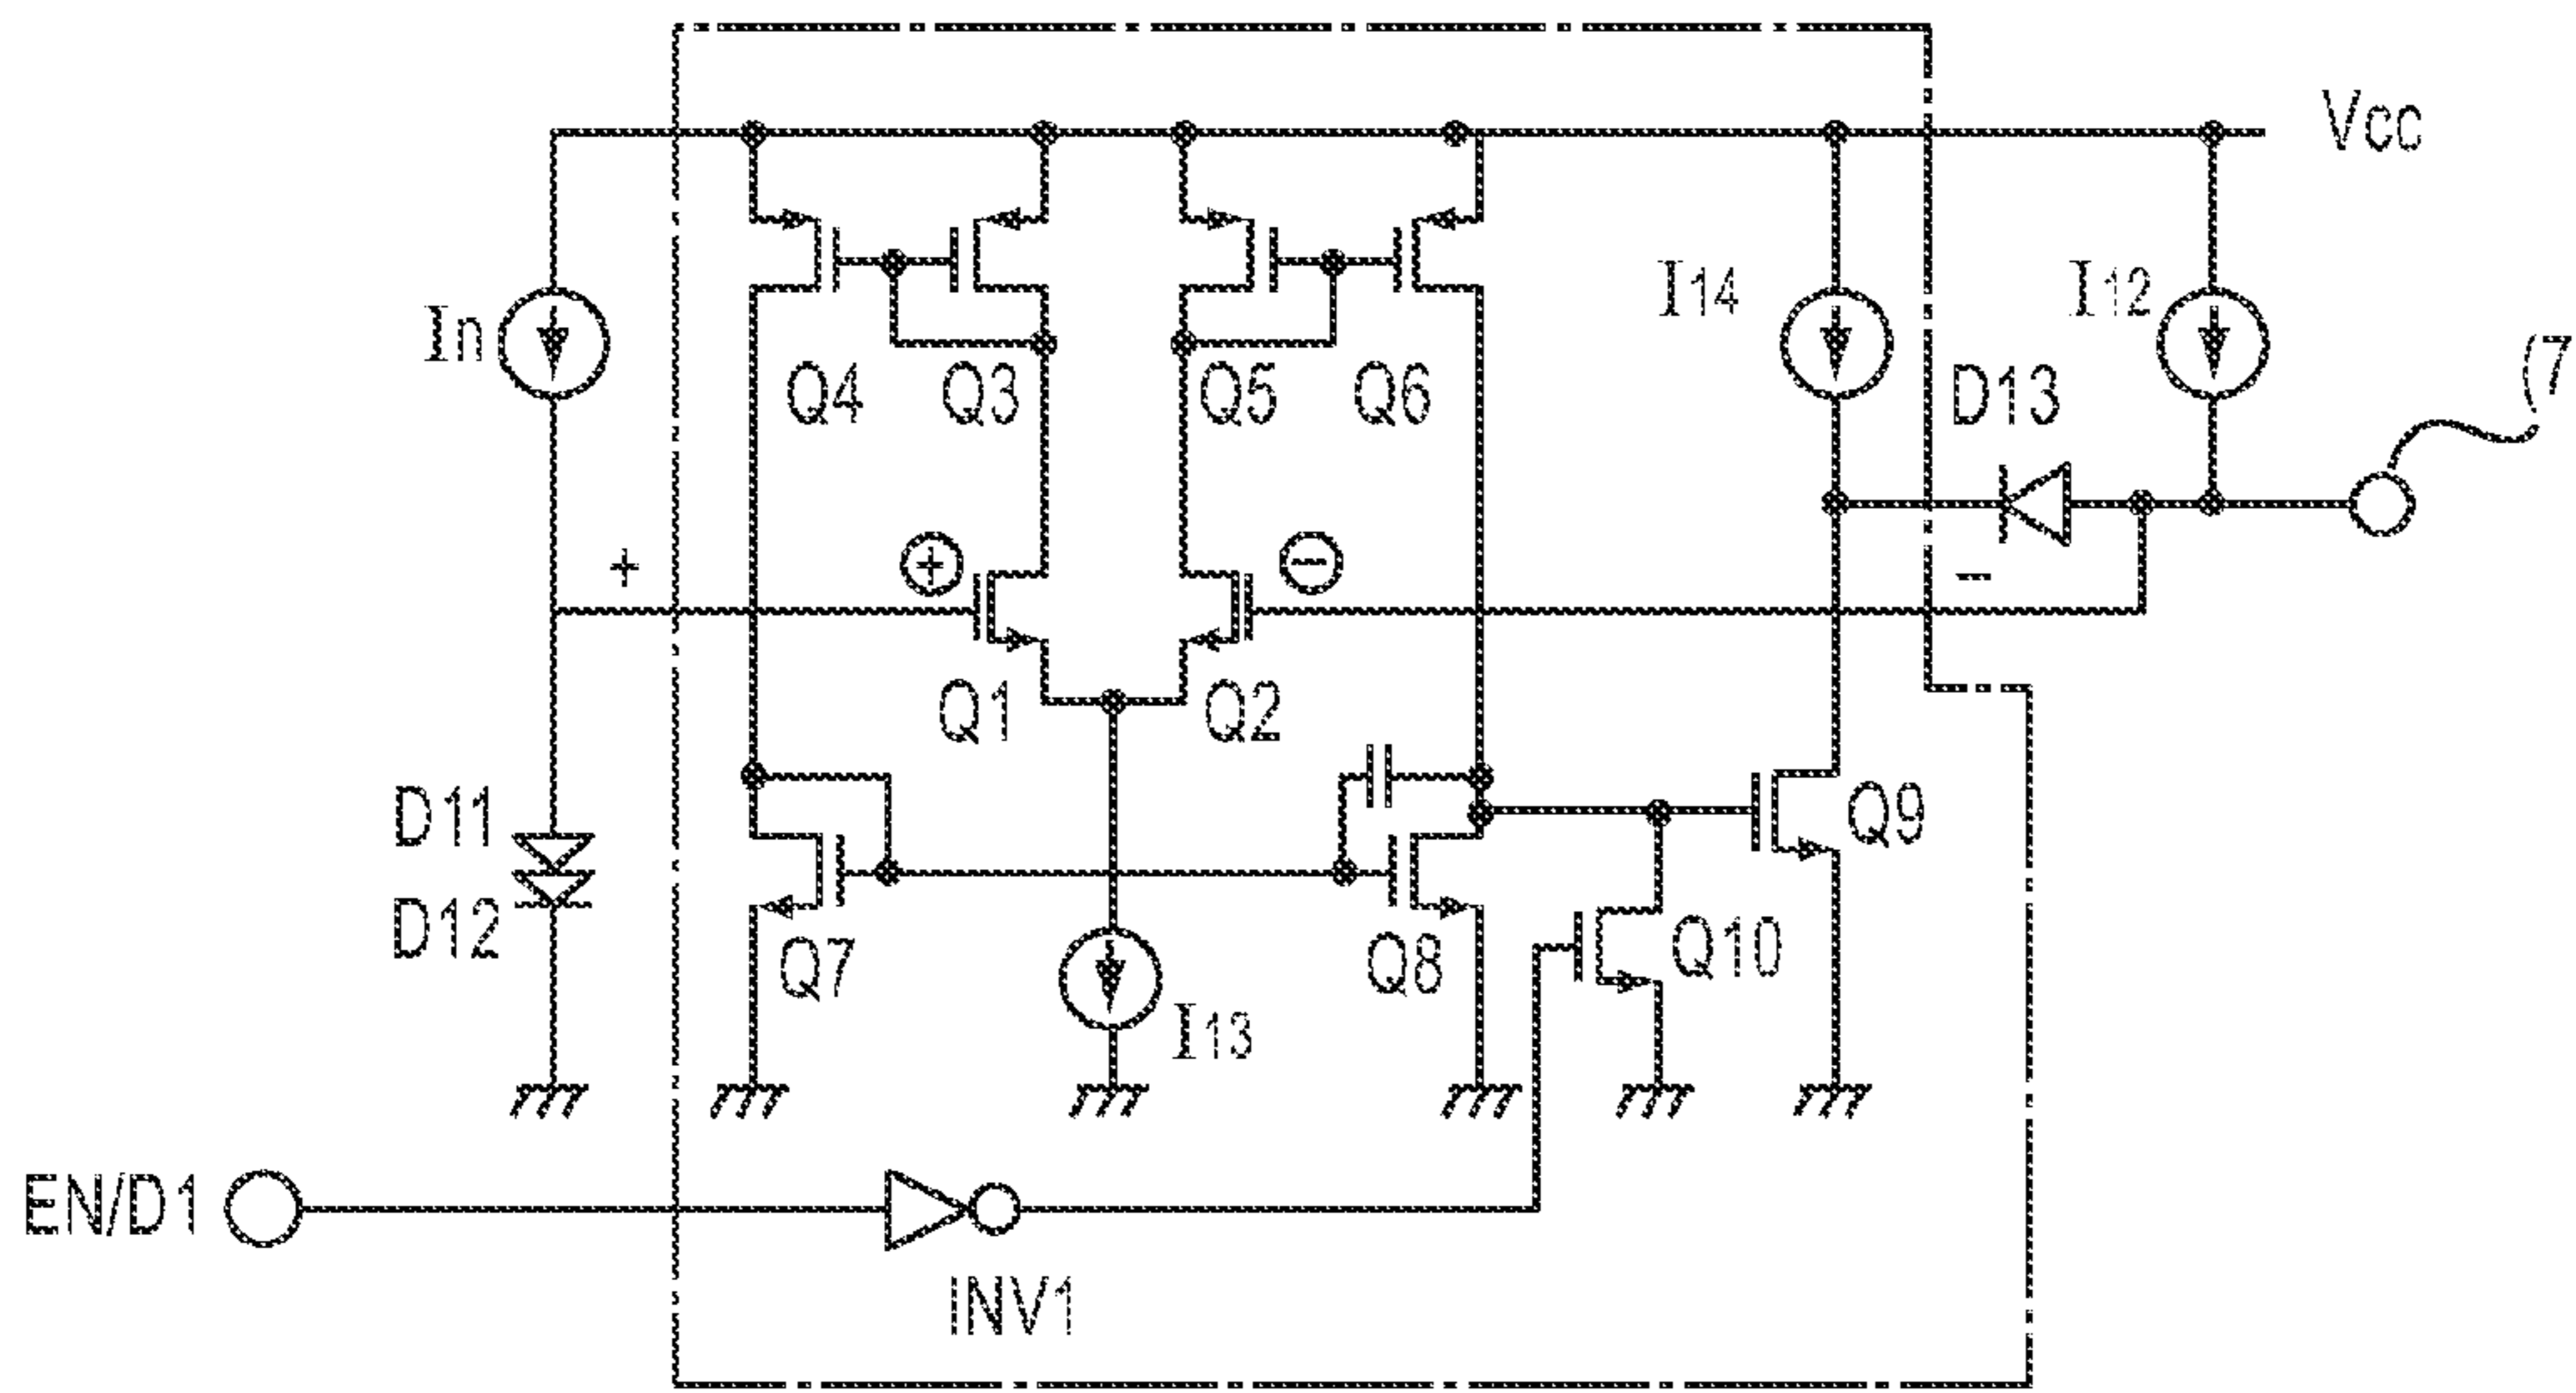 Vcc
In
I14
I12
(7
Q4
Q3
Q5
Q6
D13
+
+
−
−
Q1
Q2
D11
Q9
D12
Q7
I13
Q8
Q10
EN/D1
INV1